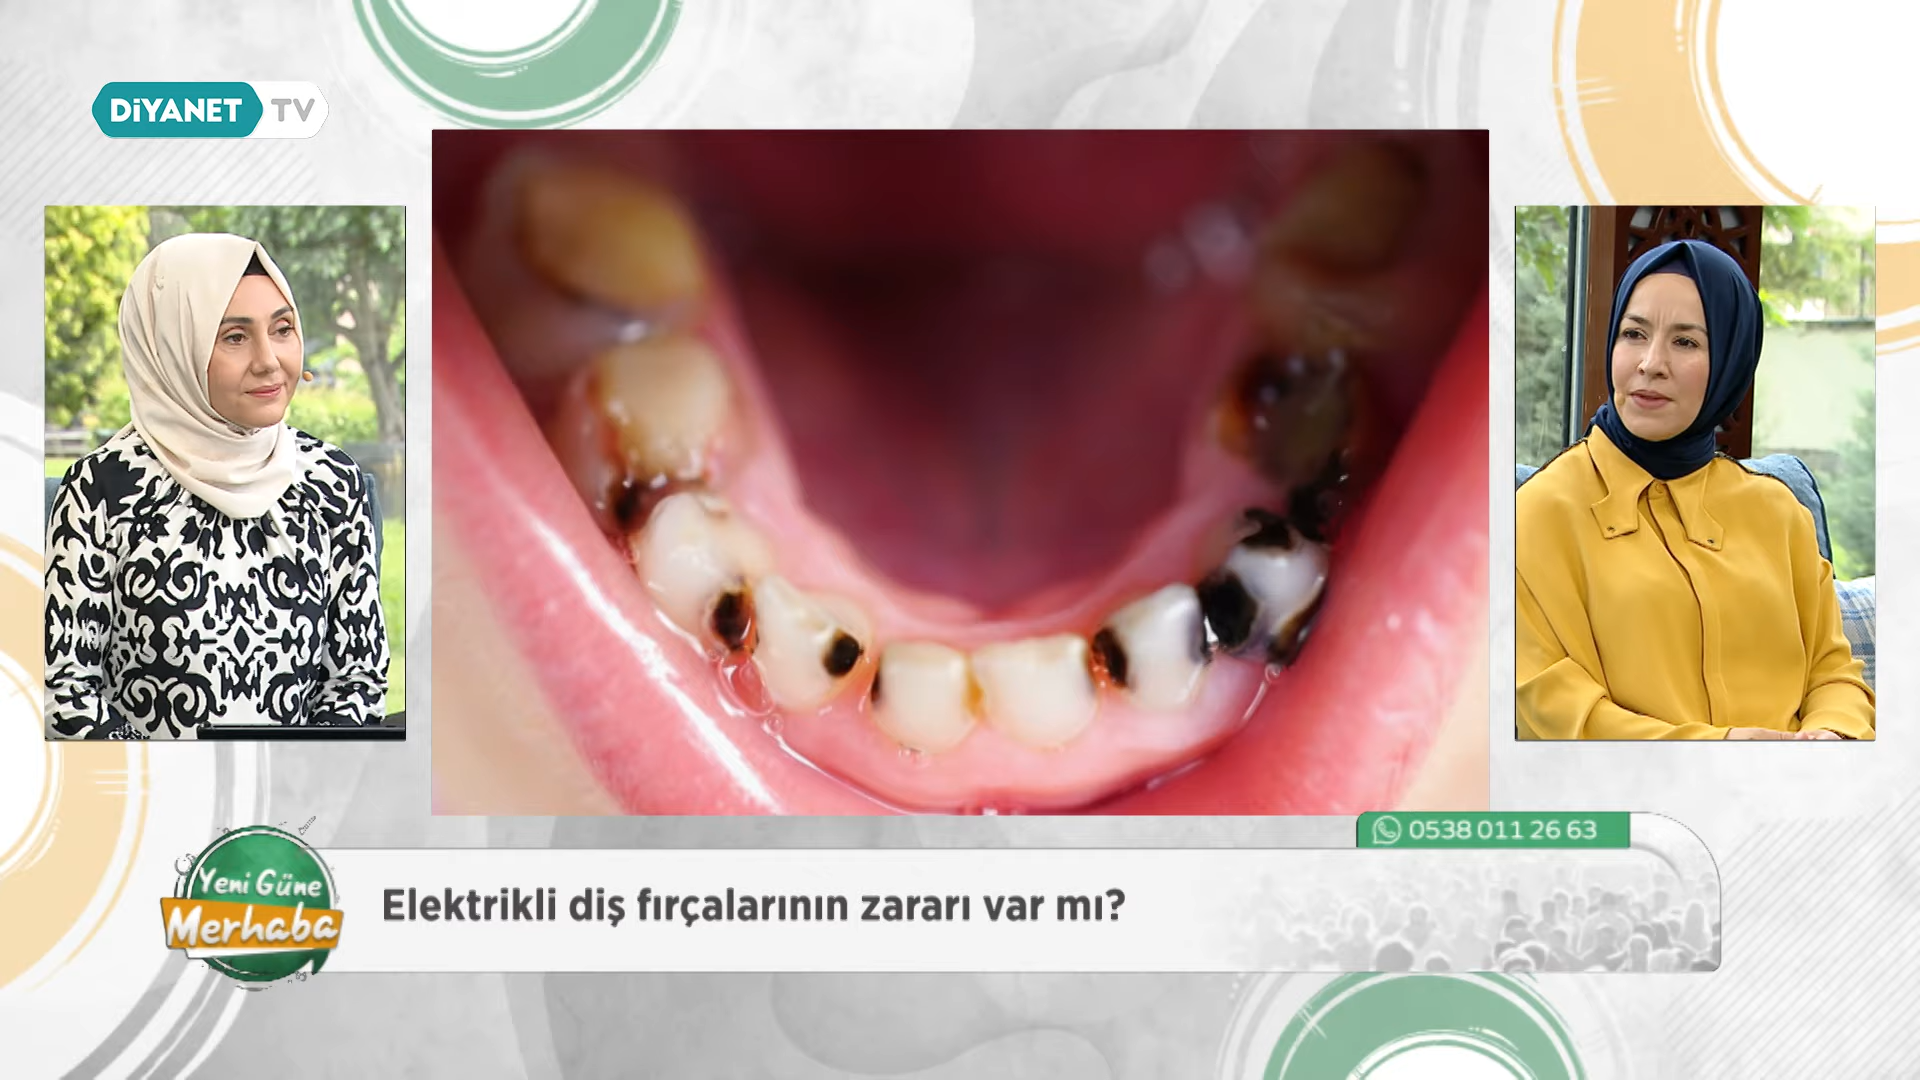 DİYANET TV
0538 011 26 63
Yeni Güne
Merhaba
Elektrikli diş fırçalarının zararı var mı?